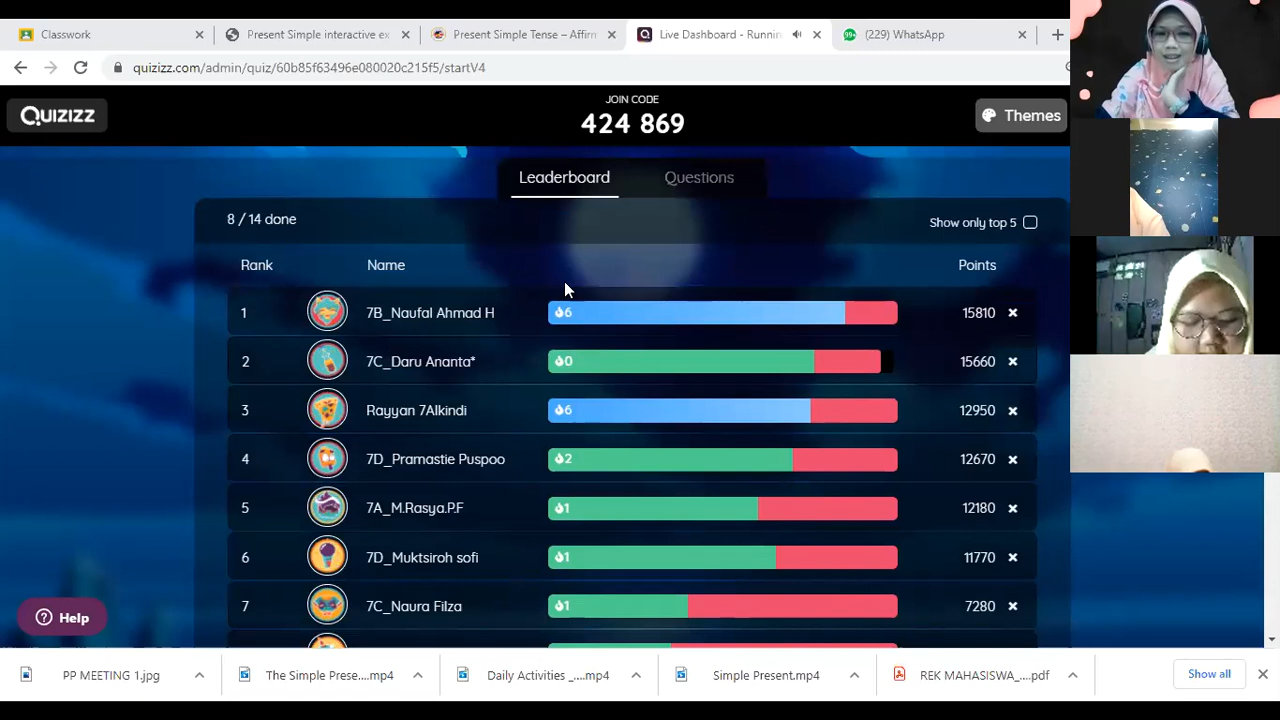 Classwork
Present Simple interactive ex
Present Simple Tense – Affirm
Live Dashboard - Runnin
(229) WhatsApp
quizizz.com/admin/quiz/60b85f63496e080020c215f5/startV4
QUIZIZZ
JOIN CODE
424 869
Themes
Leaderboard
Questions
8 / 14 done
Show only top 5
Rank Name Points
1 7B_Naufal Ahmad H 6 15810
2 7C_Daru Ananta* 0 15660
3 Rayyan 7Alkindi 6 12950
4 7D_Pramastie Puspoo 2 12670
5 7A_M.Rasya.P.F 1 12180
6 7D_Muktsiroh sofi 1 11770
7 7C_Naura Filza 1 7280
Help
PP MEETING 1.jpg
The Simple Prese....mp4
Daily Activities _....mp4
Simple Present.mp4
REK MAHASISWA_....pdf
Show all